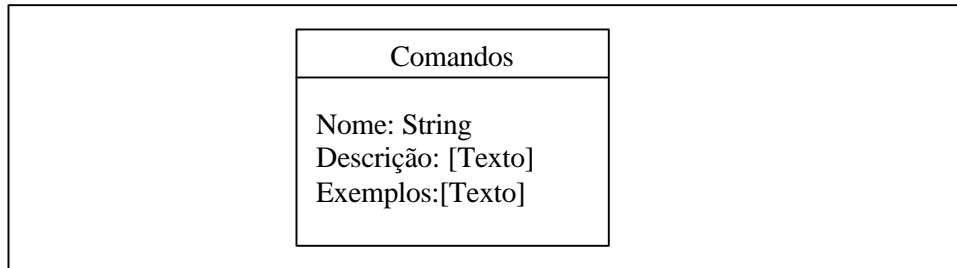 Comandos
Nome: String
Descrição: [Texto]
Exemplos:[Texto]